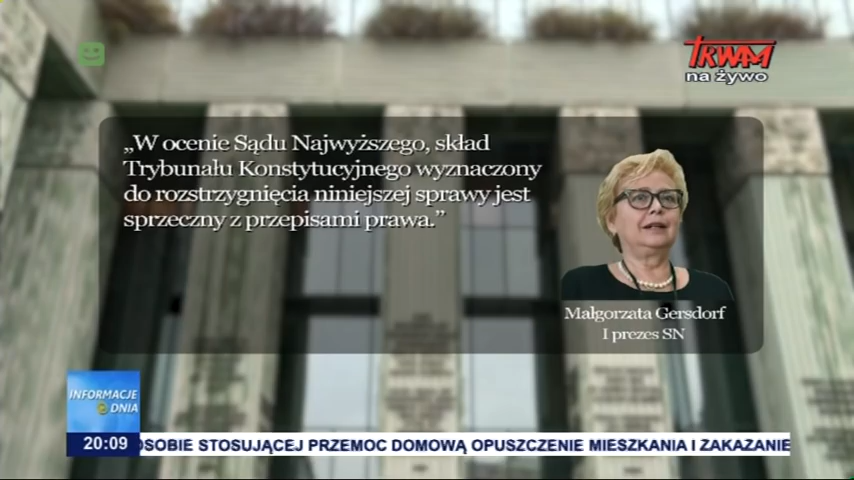 TRWAM
na żywo
„W ocenie Sądu Najwyższego, skład
Trybunału Konstytucyjnego wyznaczony
do rozstrzygnięcia niniejszej sprawy jest
sprzeczny z przepisami prawa.”
Małgorzata Gersdorf
I prezes SN
INFORMACJE
DNIA
20:09
OSOBIE STOSUJĄCEJ PRZEMOC DOMOWĄ OPUSZCZENIE MIESZKANIA I ZAKAZANIE